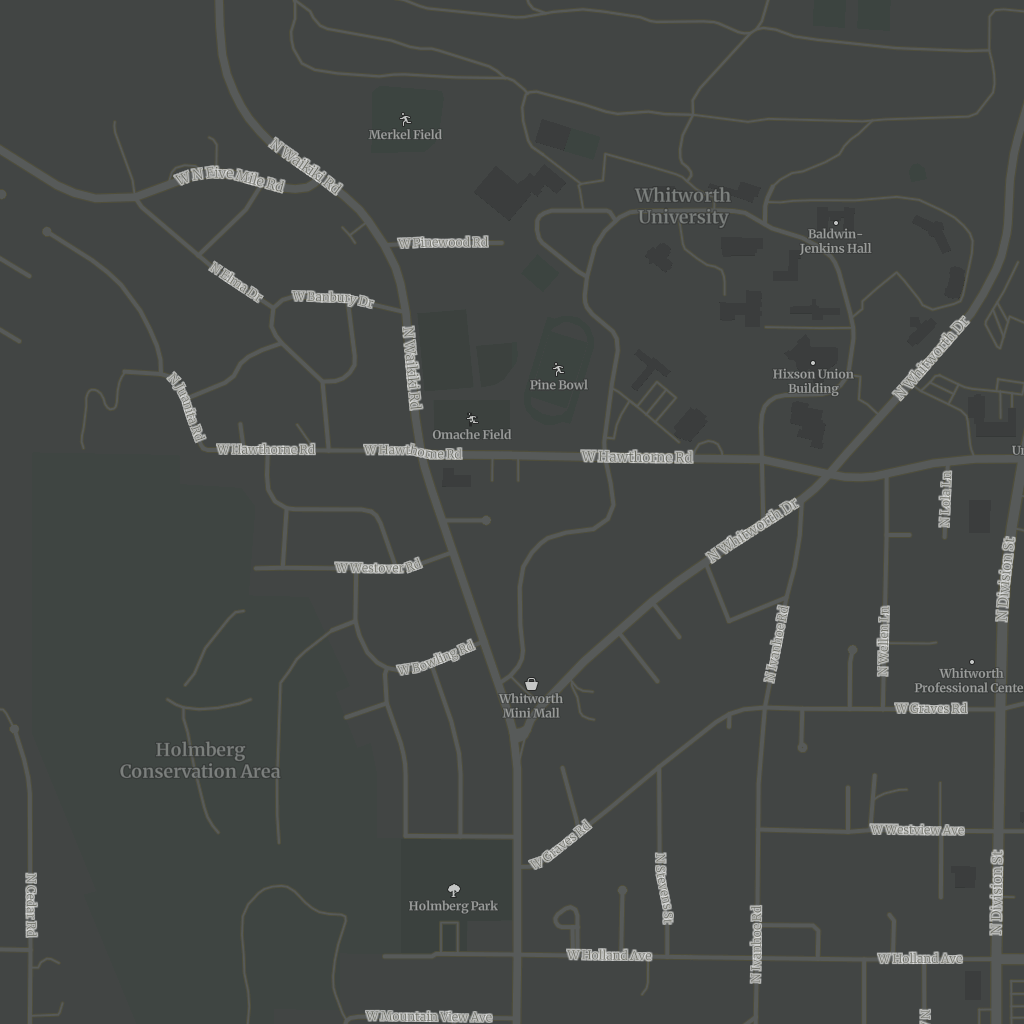 Merkel Field
N Waikiki Rd
W N Five Mile Rd
Whitworth
University
Baldwin-
Jenkins Hall
W Pinewood Rd
N Elma Dr
W Banbury Dr
N Waikiki Rd
Pine Bowl
Hixson Union
Building
N Whitworth Dr
N Juanita Rd
Omache Field
W Hawthorne Rd
W Hawthorne Rd
W Hawthorne Rd
N Lola Ln
N Whitworth Dr
W Westover Rd
N Division St
N Ivanhoe Rd
N Wellen Ln
W Bowling Rd
Whitworth
Mini Mall
Whitworth
Professional Cente
W Graves Rd
Holmberg
Conservation Area
W Graves Rd
W Westview Ave
N Stevens St
N Division St
N Cedar Rd
Holmberg Park
N Ivanhoe Rd
W Holland Ave
W Holland Ave
W Mountain View Ave